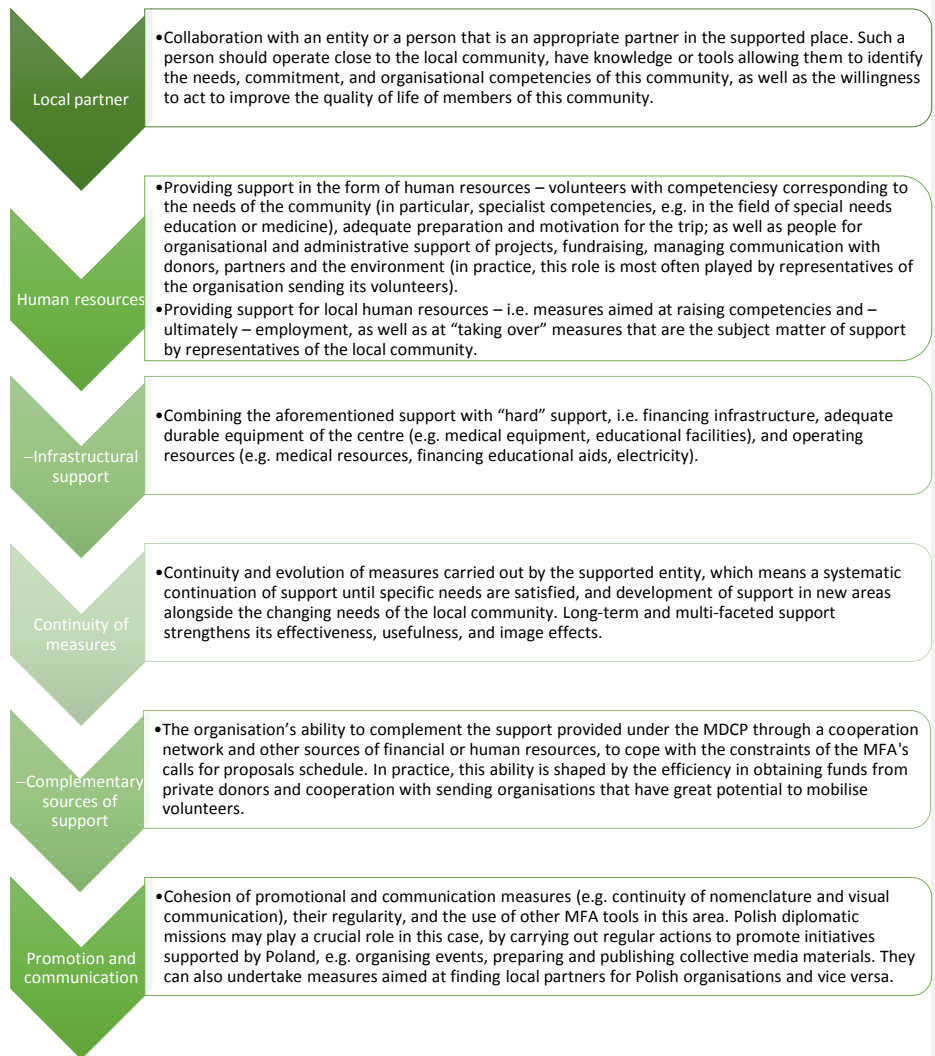 Local partner
•Collaboration with an entity or a person that is an appropriate partner in the supported place. Such a
person should operate close to the local community, have knowledge or tools allowing them to identify
the needs, commitment, and organisational competencies of this community, as well as the willingness
to act to improve the quality of life of members of this community.
Human resources
•Providing support in the form of human resources – volunteers with competenciesy corresponding to
the needs of the community (in particular, specialist competencies, e.g. in the field of special needs
education or medicine), adequate preparation and motivation for the trip; as well as people for
organisational and administrative support of projects, fundraising, managing communication with
donors, partners and the environment (in practice, this role is most often played by representatives of
the organisation sending its volunteers).
•Providing support for local human resources – i.e. measures aimed at raising competencies and –
ultimately – employment, as well as at “taking over” measures that are the subject matter of support
by representatives of the local community.
–Infrastructural
support
•Combining the aforementioned support with “hard” support, i.e. financing infrastructure, adequate
durable equipment of the centre (e.g. medical equipment, educational facilities), and operating
resources (e.g. medical resources, financing educational aids, electricity).
Continuity of
measures
•Continuity and evolution of measures carried out by the supported entity, which means a systematic
continuation of support until specific needs are satisfied, and development of support in new areas
alongside the changing needs of the local community. Long-term and multi-faceted support
strengthens its effectiveness, usefulness, and image effects.
–Complementary
sources of
support
•The organisation’s ability to complement the support provided under the MDCP through a cooperation
network and other sources of financial or human resources, to cope with the constraints of the MFA's
calls for proposals schedule. In practice, this ability is shaped by the efficiency in obtaining funds from
private donors and cooperation with sending organisations that have great potential to mobilise
volunteers.
Promotion and
communication
•Cohesion of promotional and communication measures (e.g. continuity of nomenclature and visual
communication), their regularity, and the use of other MFA tools in this area. Polish diplomatic
missions may play a crucial role in this case, by carrying out regular actions to promote initiatives
supported by Poland, e.g. organising events, preparing and publishing collective media materials. They
can also undertake measures aimed at finding local partners for Polish organisations and vice versa.